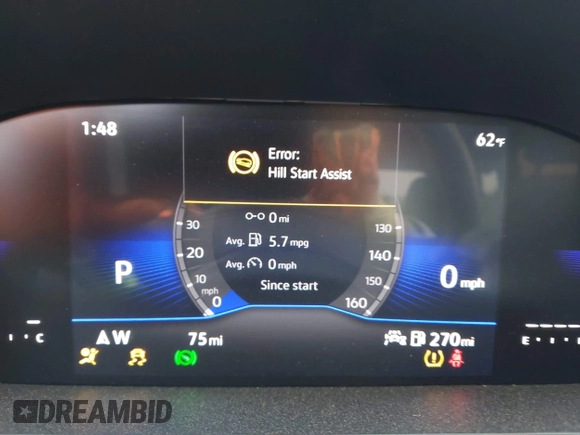 1:48
62°F
Error:
Hill Start Assist
0 mi
Avg. 5.7 mpg
Avg. 0 mph
Since start
30
20
10
mph
0
130
140
150
160
P
0 mph
C
W
75 mi
270 mi
E
DREAMBID